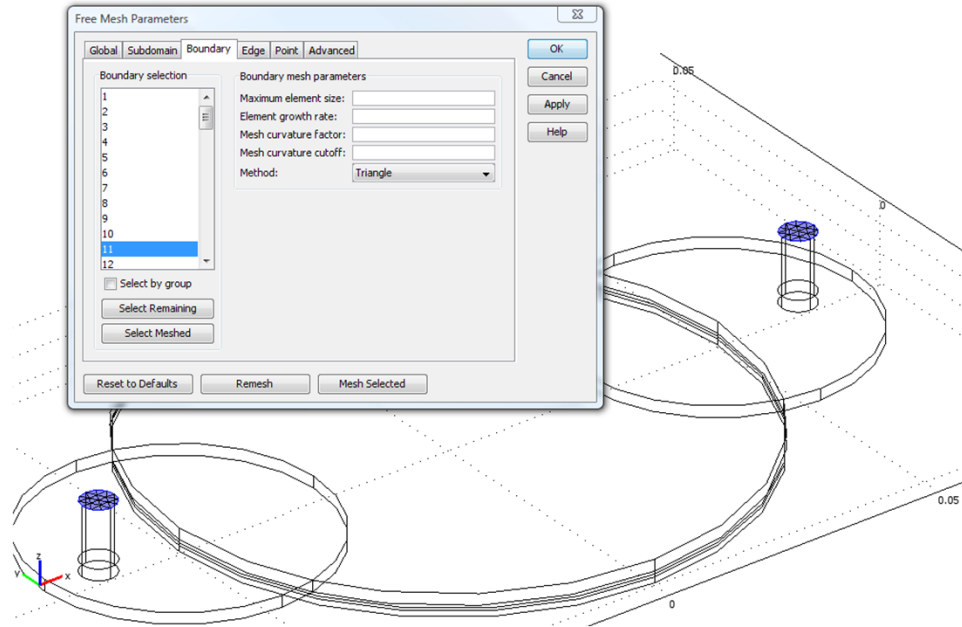 Free Mesh Parameters
Global Subdomain Boundary Edge Point Advanced
OK
Cancel
Apply
Help
Boundary selection
1
2
3
4
5
6
7
8
9
10
11
12
Select by group
Select Remaining
Select Meshed
Boundary mesh parameters
Maximum element size:
Element growth rate:
Mesh curvature factor:
Mesh curvature cutoff:
Method: Triangle
Reset to Defaults Remesh Mesh Selected
0.05
0
0.05
0
z
y
x